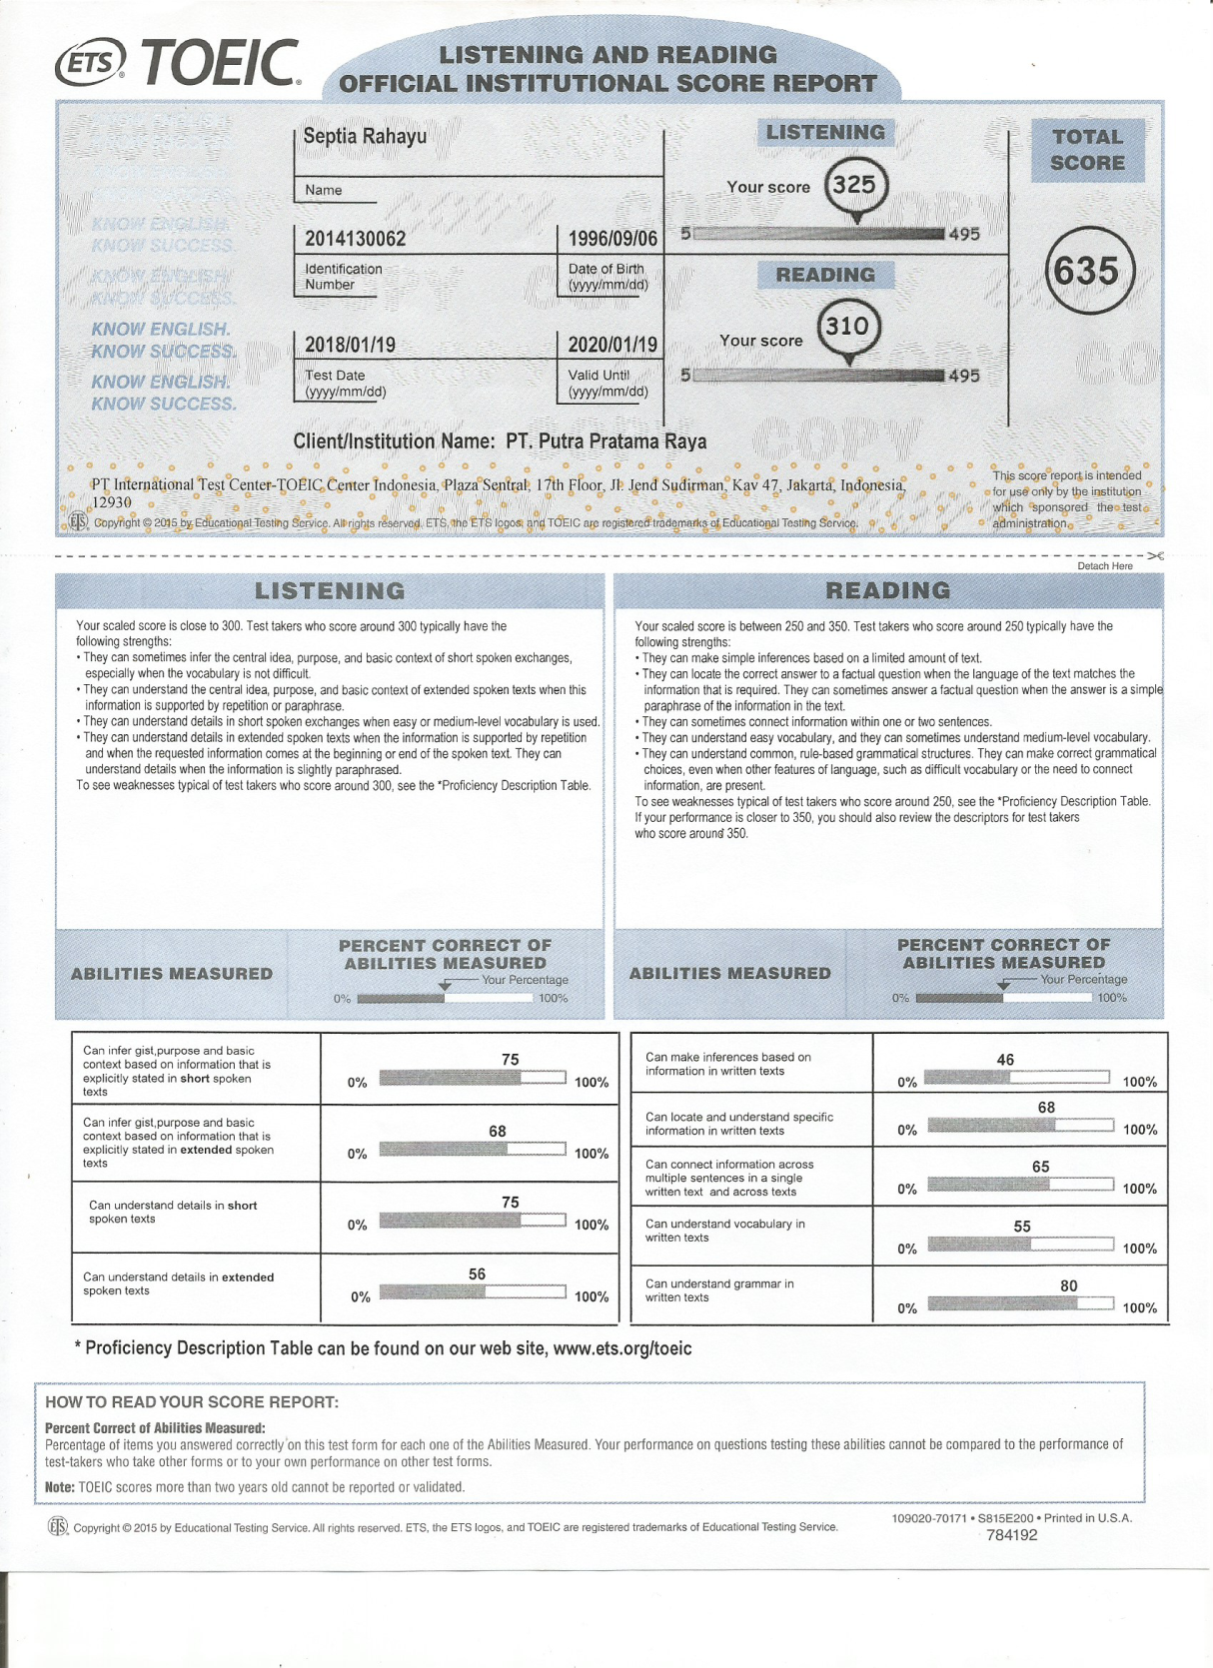 ETS TOEIC.
LISTENING AND READING
OFFICIAL INSTITUTIONAL SCORE REPORT
Septia Rahayu
Name
2014130062
Identification
Number
1996/09/06
Date of Birth
(yyyy/mm/dd)
2018/01/19
Test Date
(yyyy/mm/dd)
2020/01/19
Valid Until
(yyyy/mm/dd)
LISTENING
Your score 325
5 495
READING
Your score 310
5 495
TOTAL
SCORE
635
KNOW ENGLISH.
KNOW SUCCESS.
KNOW ENGLISH.
KNOW SUCCESS.
KNOW ENGLISH.
KNOW SUCCESS.
KNOW ENGLISH.
KNOW SUCCESS.
COPY
Client/Institution Name: PT. Putra Pratama Raya
PT International Test Center-TOEIC Center Indonesia, Plaza Sentral, 17th Floor, Jl. Jend Sudirman, Kav 47, Jakarta, Indonesia,
12930
ETS Copyright © 2015 by Educational Testing Service. All rights reserved. ETS, the ETS logos, and TOEIC are registered trademarks of Educational Testing Service.
This score report is intended
for use only by the institution
which sponsored the test
administration.
Detach Here
LISTENING
Your scaled score is close to 300. Test takers who score around 300 typically have the
following strengths:
• They can sometimes infer the central idea, purpose, and basic context of short spoken exchanges,
especially when the vocabulary is not difficult.
• They can understand the central idea, purpose, and basic context of extended spoken texts when this
information is supported by repetition or paraphrase.
• They can understand details in short spoken exchanges when easy or medium-level vocabulary is used.
• They can understand details in extended spoken texts when the information is supported by repetition
and when the requested information comes at the beginning or end of the spoken text. They can
understand details when the information is slightly paraphrased.
To see weaknesses typical of test takers who score around 300, see the *Proficiency Description Table.
READING
Your scaled score is between 250 and 350. Test takers who score around 250 typically have the
following strengths:
• They can make simple inferences based on a limited amount of text.
• They can locate the correct answer to a factual question when the language of the text matches the
information that is required. They can sometimes answer a factual question when the answer is a simple
paraphrase of the information in the text.
• They can sometimes connect information within one or two sentences.
• They can understand easy vocabulary, and they can sometimes understand medium-level vocabulary.
• They can understand common, rule-based grammatical structures. They can make correct grammatical
choices, even when other features of language, such as difficult vocabulary or the need to connect
information, are present.
To see weaknesses typical of test takers who score around 250, see the *Proficiency Description Table.
If your performance is closer to 350, you should also review the descriptors for test takers
who score around 350.
ABILITIES MEASURED
PERCENT CORRECT OF
ABILITIES MEASURED
Your Percentage
0% 100%
ABILITIES MEASURED
PERCENT CORRECT OF
ABILITIES MEASURED
Your Percentage
0% 100%
Can infer gist,purpose and basic
context based on information that is
explicitly stated in short spoken
texts
75
0% 100%
Can infer gist,purpose and basic
context based on information that is
explicitly stated in extended spoken
texts
68
0% 100%
Can understand details in short
spoken texts
75
0% 100%
Can understand details in extended
spoken texts
56
0% 100%
Can make inferences based on
information in written texts
46
0% 100%
Can locate and understand specific
information in written texts
68
0% 100%
Can connect information across
multiple sentences in a single
written text and across texts
65
0% 100%
Can understand vocabulary in
written texts
55
0% 100%
Can understand grammar in
written texts
80
0% 100%
* Proficiency Description Table can be found on our web site, www.ets.org/toeic
HOW TO READ YOUR SCORE REPORT:
Percent Correct of Abilities Measured:
Percentage of items you answered correctly on this test form for each one of the Abilities Measured. Your performance on questions testing these abilities cannot be compared to the performance of
test-takers who take other forms or to your own performance on other test forms.
Note: TOEIC scores more than two years old cannot be reported or validated.
ETS Copyright © 2015 by Educational Testing Service. All rights reserved. ETS, the ETS logos, and TOEIC are registered trademarks of Educational Testing Service.
109020-70171 • S815E200 • Printed in U.S.A.
784192